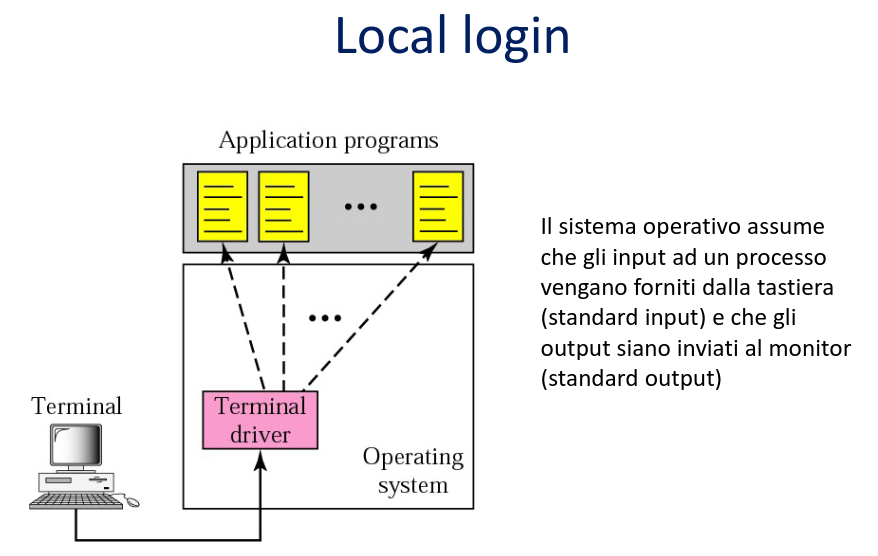 Local login
Application programs
Il sistema operativo assume
che gli input ad un processo
vengano forniti dalla tastiera
(standard input) e che gli
output siano inviati al monitor
(standard output)
Terminal
Terminal
driver
Operating
system